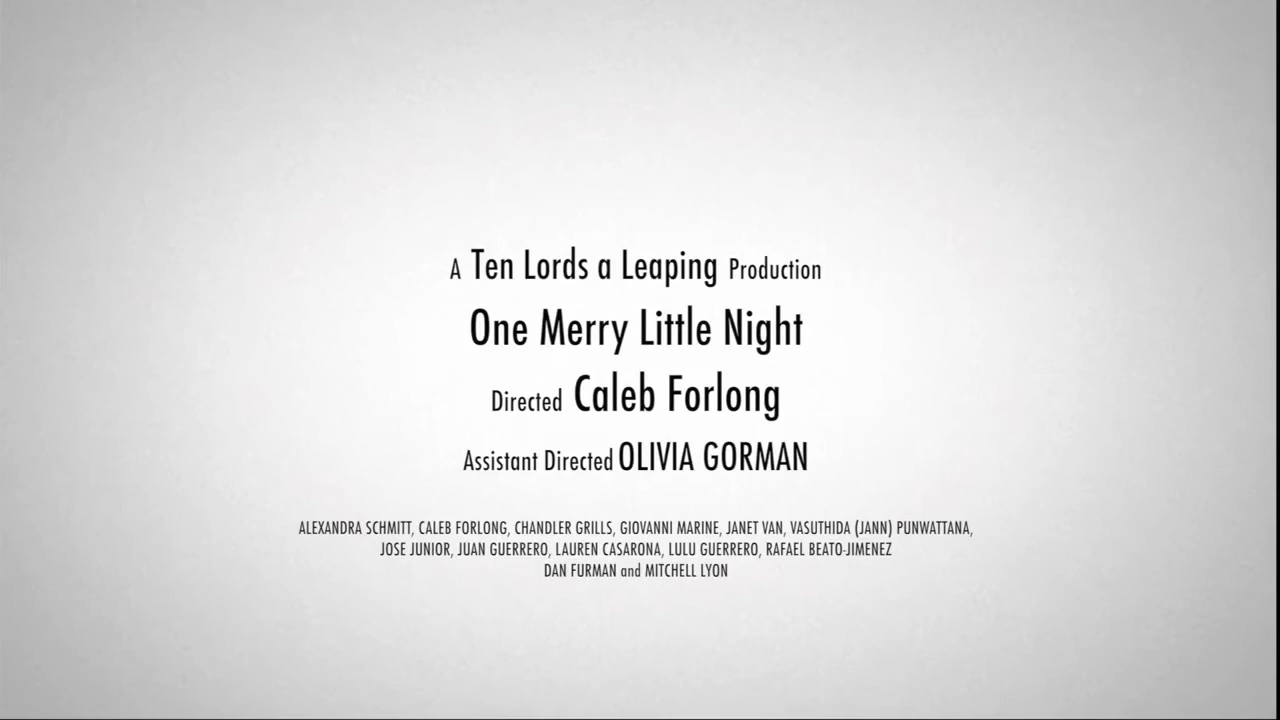 A Ten Lords a Leaping Production
One Merry Little Night
Directed Caleb Forlong
Assistant Directed OLIVIA GORMAN
ALEXANDRA SCHMITT, CALEB FORLONG, CHANDLER GRILLS, GIOVANNI MARINE, JANET VAN, VASUTHIDA (JANN) PUNWATTANA,
JOSE JUNIOR, JUAN GUERRERO, LAUREN CASARONA, LULU GUERRERO, RAFAEL BEATO-JIMENEZ
DAN FURMAN and MITCHELL LYON